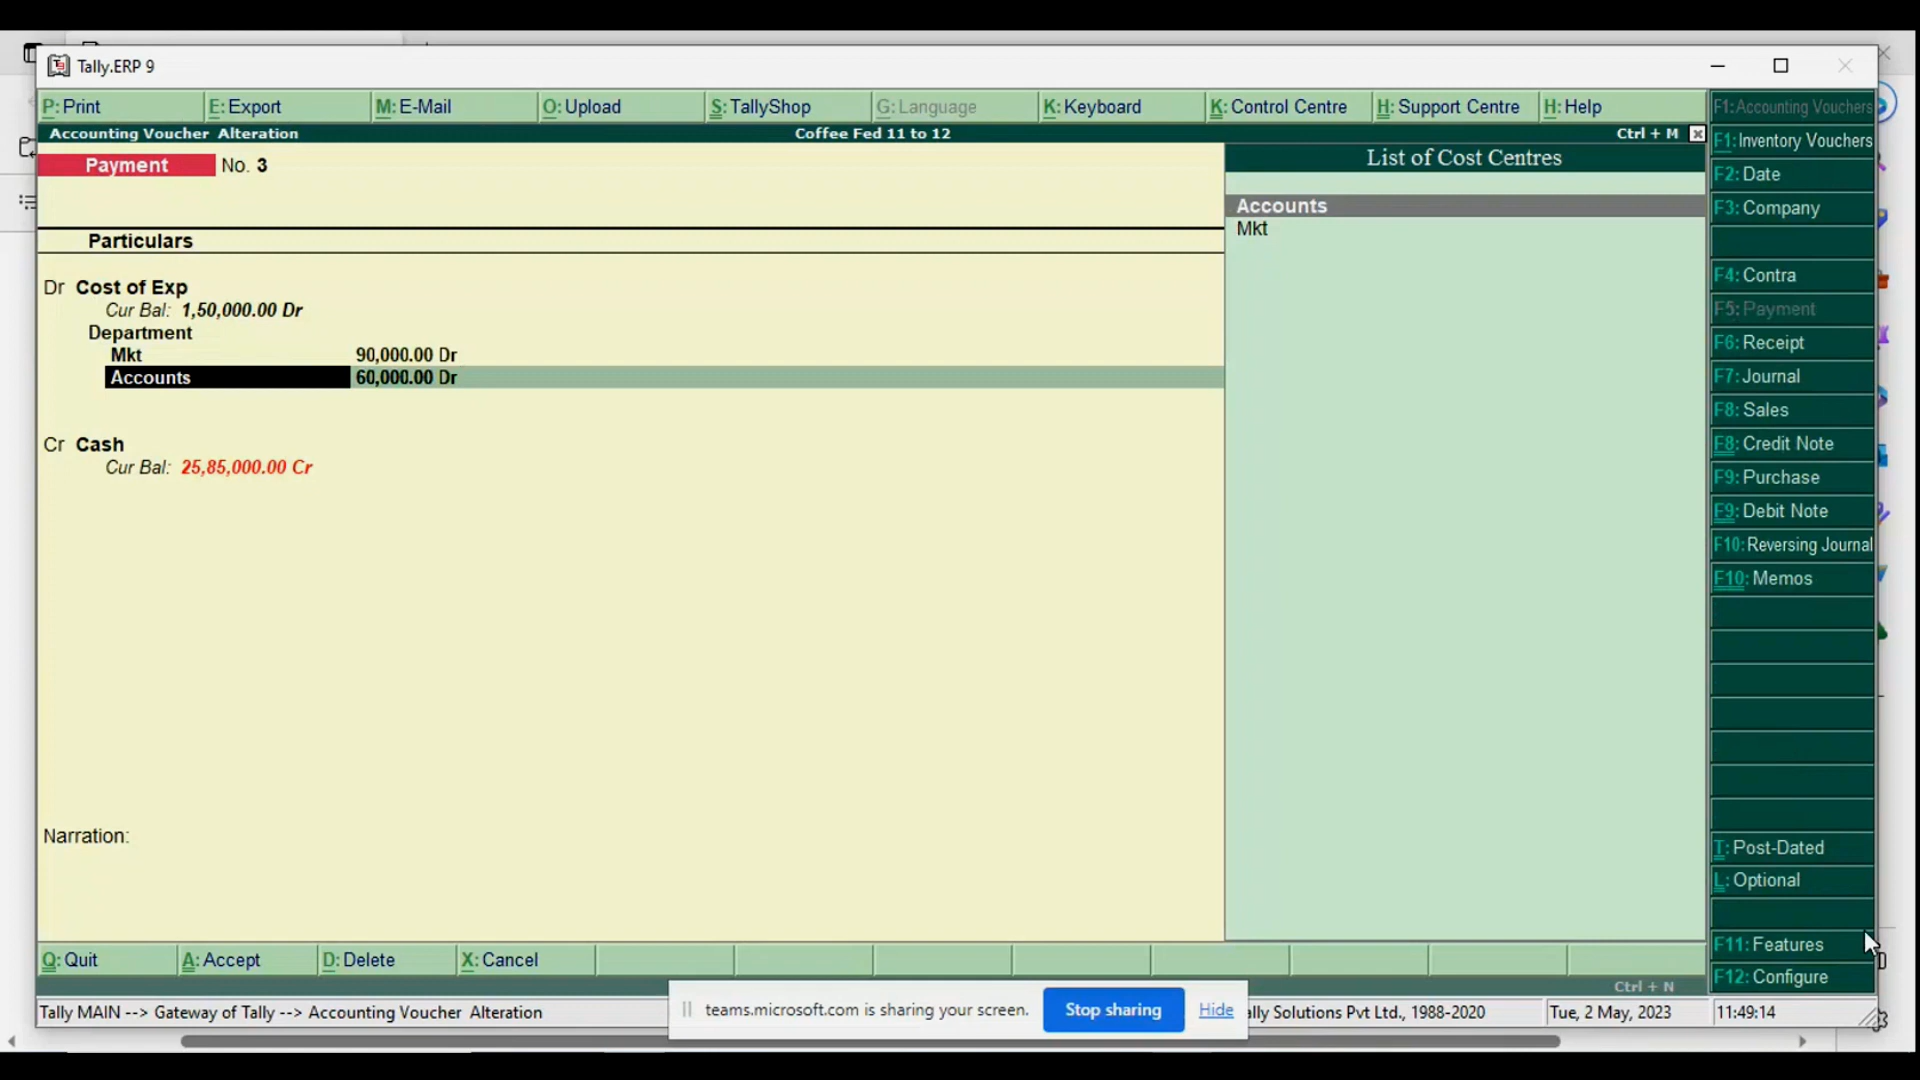 Tally.ERP 9
P: Print
E: Export
M: E-Mail
O: Upload
S: TallyShop
G: Language
K: Keyboard
K: Control Centre
H: Support Centre
H: Help
F1: Accounting Vouchers
Accounting Voucher Alteration
Coffee Fed 11 to 12
Ctrl + M
F1: Inventory Vouchers
Payment No. 3
List of Cost Centres
F2: Date
Accounts
F3: Company
Mkt
Particulars
F4: Contra
Dr Cost of Exp
Cur Bal: 1,50,000.00 Dr
F5: Payment
Department
F6: Receipt
Mkt 90,000.00 Dr
Accounts 60,000.00 Dr
F7: Journal
F8: Sales
Cr Cash
F8: Credit Note
Cur Bal: 25,85,000.00 Cr
F9: Purchase
F9: Debit Note
F10: Reversing Journal
F10: Memos
Narration:
T: Post-Dated
L: Optional
F11: Features
Q: Quit
A: Accept
D: Delete
X: Cancel
F12: Configure
Ctrl + N
Tally MAIN --> Gateway of Tally --> Accounting Voucher Alteration
teams.microsoft.com is sharing your screen.
Stop sharing
Hide
Solutions Pvt Ltd., 1988-2020
Tue, 2 May, 2023
11:49:14